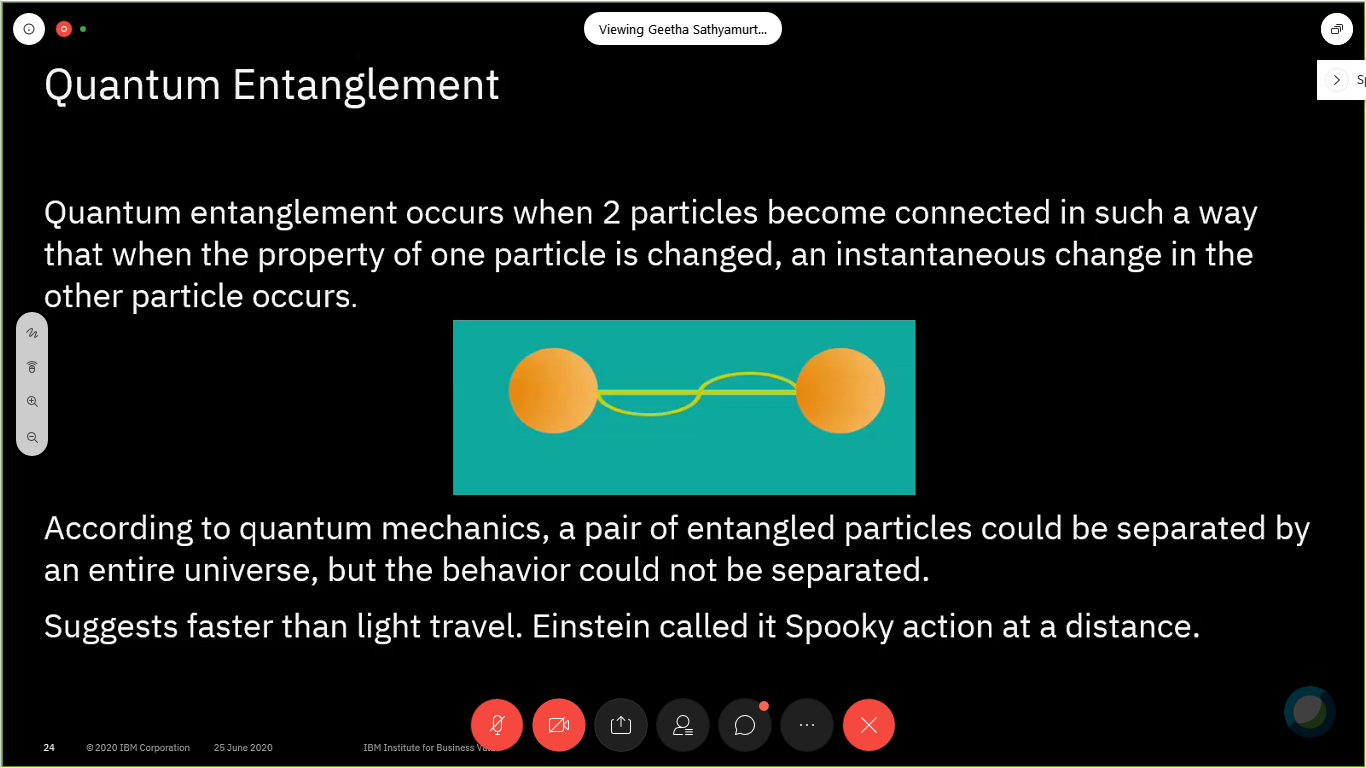 Viewing Geetha Sathyamurt...
Quantum Entanglement
Quantum entanglement occurs when 2 particles become connected in such a way
that when the property of one particle is changed, an instantaneous change in the
other particle occurs.
According to quantum mechanics, a pair of entangled particles could be separated by
an entire universe, but the behavior could not be separated.
Suggests faster than light travel. Einstein called it Spooky action at a distance.
24 © 2020 IBM Corporation 25 June 2020 IBM Institute for Business